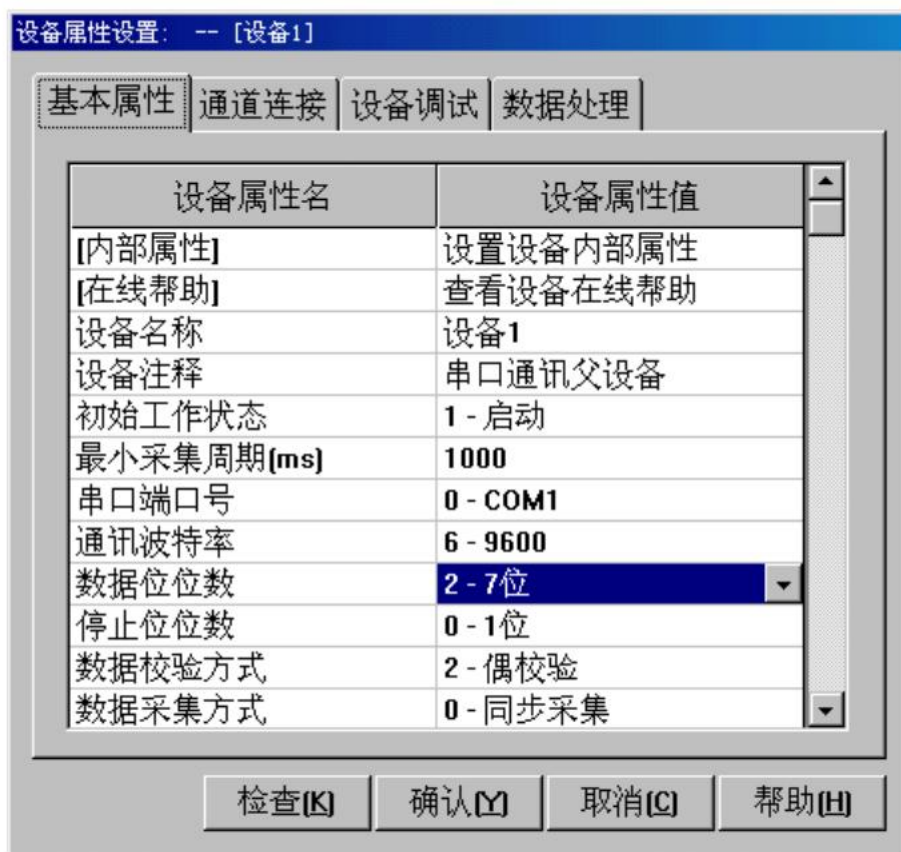 设备属性设置: -- [设备1]
基本属性 通道连接 设备调试 数据处理
设备属性名 设备属性值
[内部属性] 设置设备内部属性
[在线帮助] 查看设备在线帮助
设备名称 设备1
设备注释 串口通讯父设备
初始工作状态 1 - 启动
最小采集周期(ms) 1000
串口端口号 0 - COM1
通讯波特率 6 - 9600
数据位位数 2 - 7位
停止位位数 0 - 1位
数据校验方式 2 - 偶校验
数据采集方式 0 - 同步采集
检查(K) 确认(Y) 取消(C) 帮助(H)